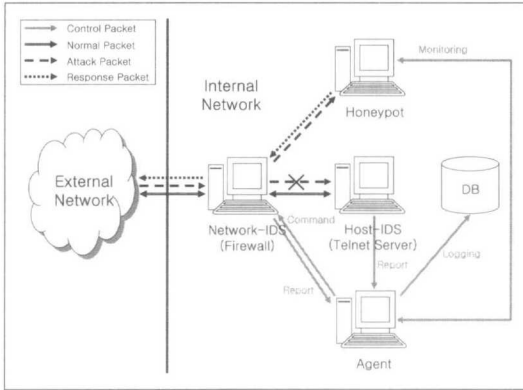 Control Packet
Normal Packet
Attack Packet
Response Packet
Monitoring
Internal
Network
Honeypot
External
Network
DB
Network-IDS
(Firewall)
Command
Host-IDS
(Telnet Server)
Logging
Report
Report
Agent